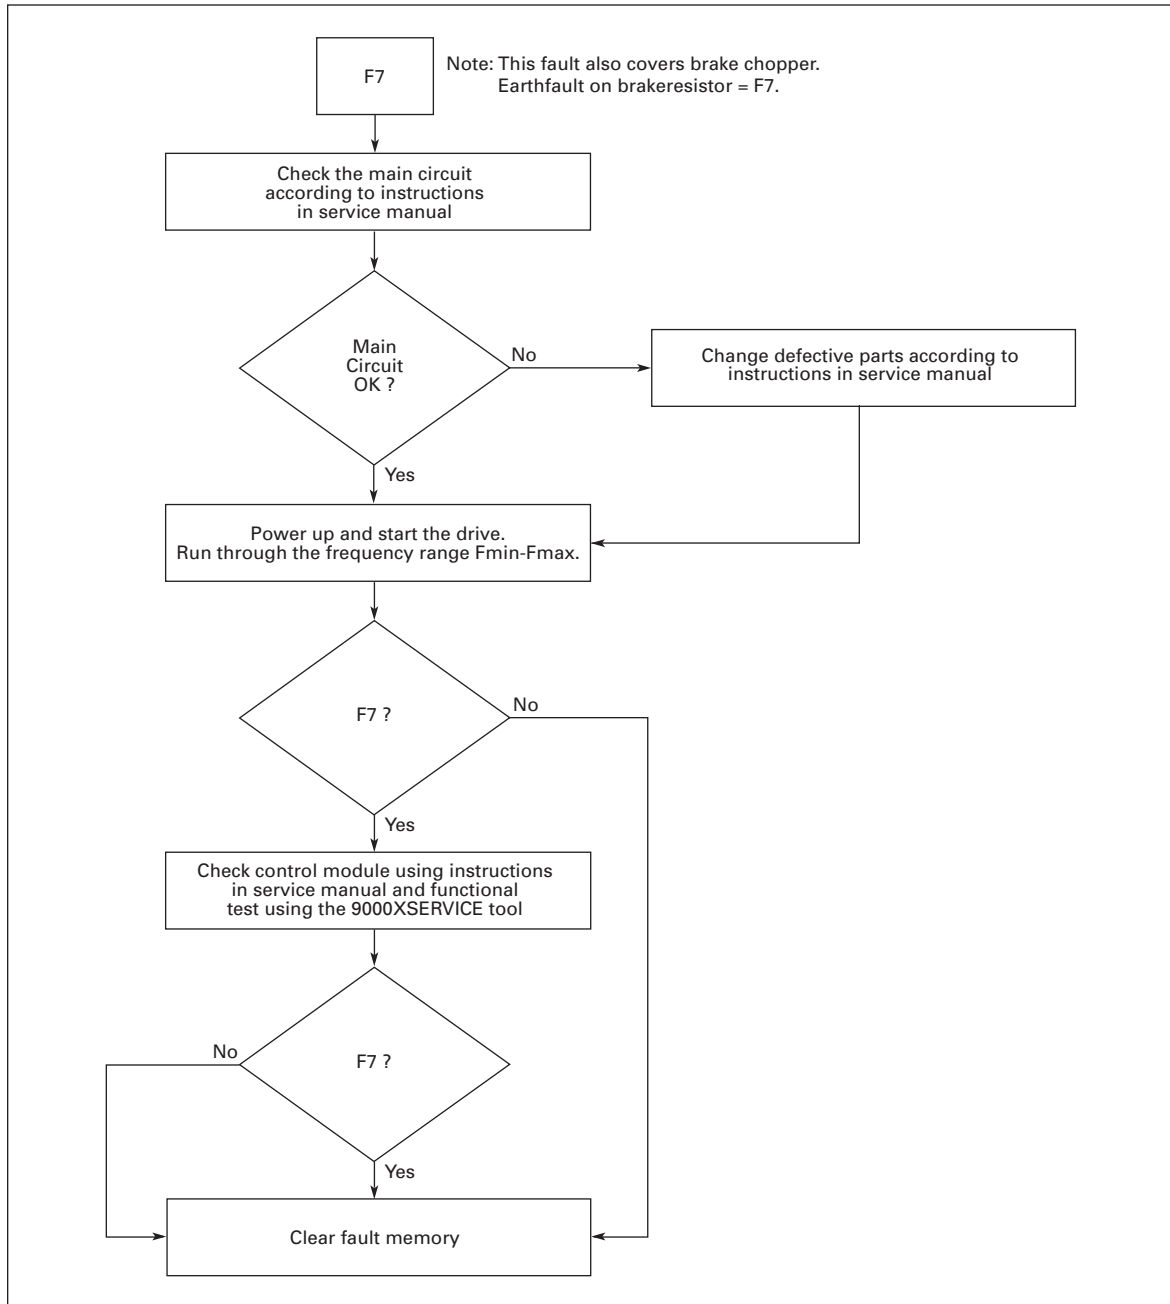 F7
Note: This fault also covers brake chopper.
Earthfault on brakeresistor = F7.
Check the main circuit
according to instructions
in service manual
Main
Circuit
OK ?
No
Change defective parts according to
instructions in service manual
Yes
Power up and start the drive.
Run through the frequency range Fmin-Fmax.
F7 ?
No
Yes
Check control module using instructions
in service manual and functional
test using the 9000XSERVICE tool
No
F7 ?
Yes
Clear fault memory